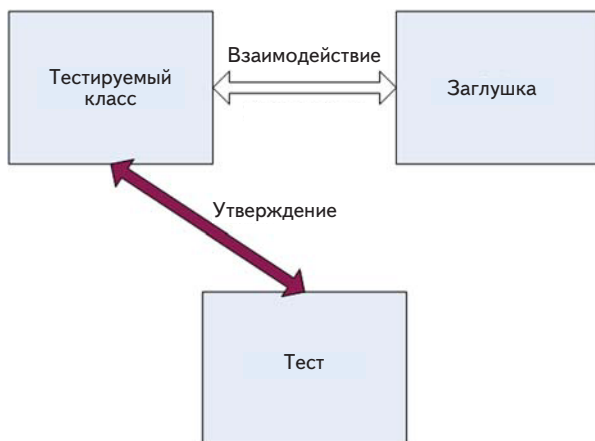 Взаимодействие
Тестируемый
класс
Заглушка
Утверждение
Тест